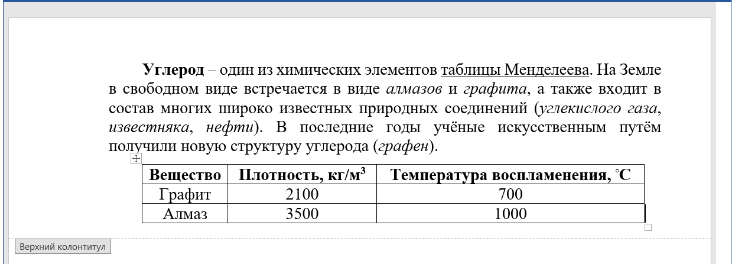 Углерод – один из химических элементов таблицы Менделеева. На Земле
в свободном виде встречается в виде алмазов и графита, а также входит в
состав многих широко известных природных соединений (углекислого газа,
известняка, нефти). В последние годы учёные искусственным путём
получили новую структуру углерода (графен).
Вещество Плотность, кг/м³ Температура воспламенения, ˚С
Графит 2100 700
Алмаз 3500 1000
Верхний колонтитул